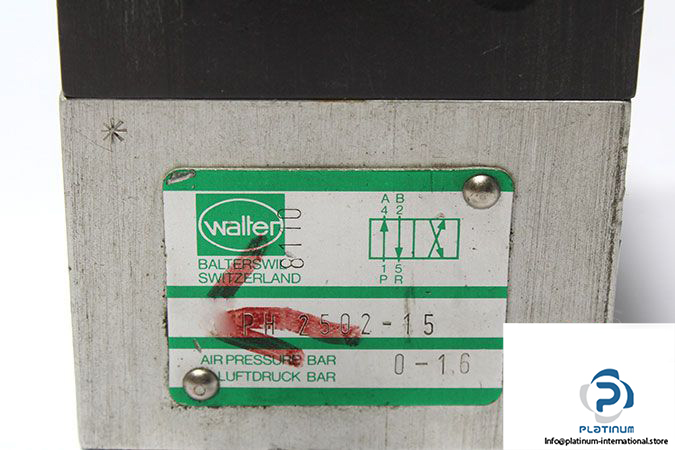 walter
8110
BALTERSWIL
SWITZERLAND
A B
4 2
1 5
P R
PH 2502-15
AIR PRESSURE BAR
LUFTDRUCK BAR
0-1.6
PLATINUM
info@platinum-international.store